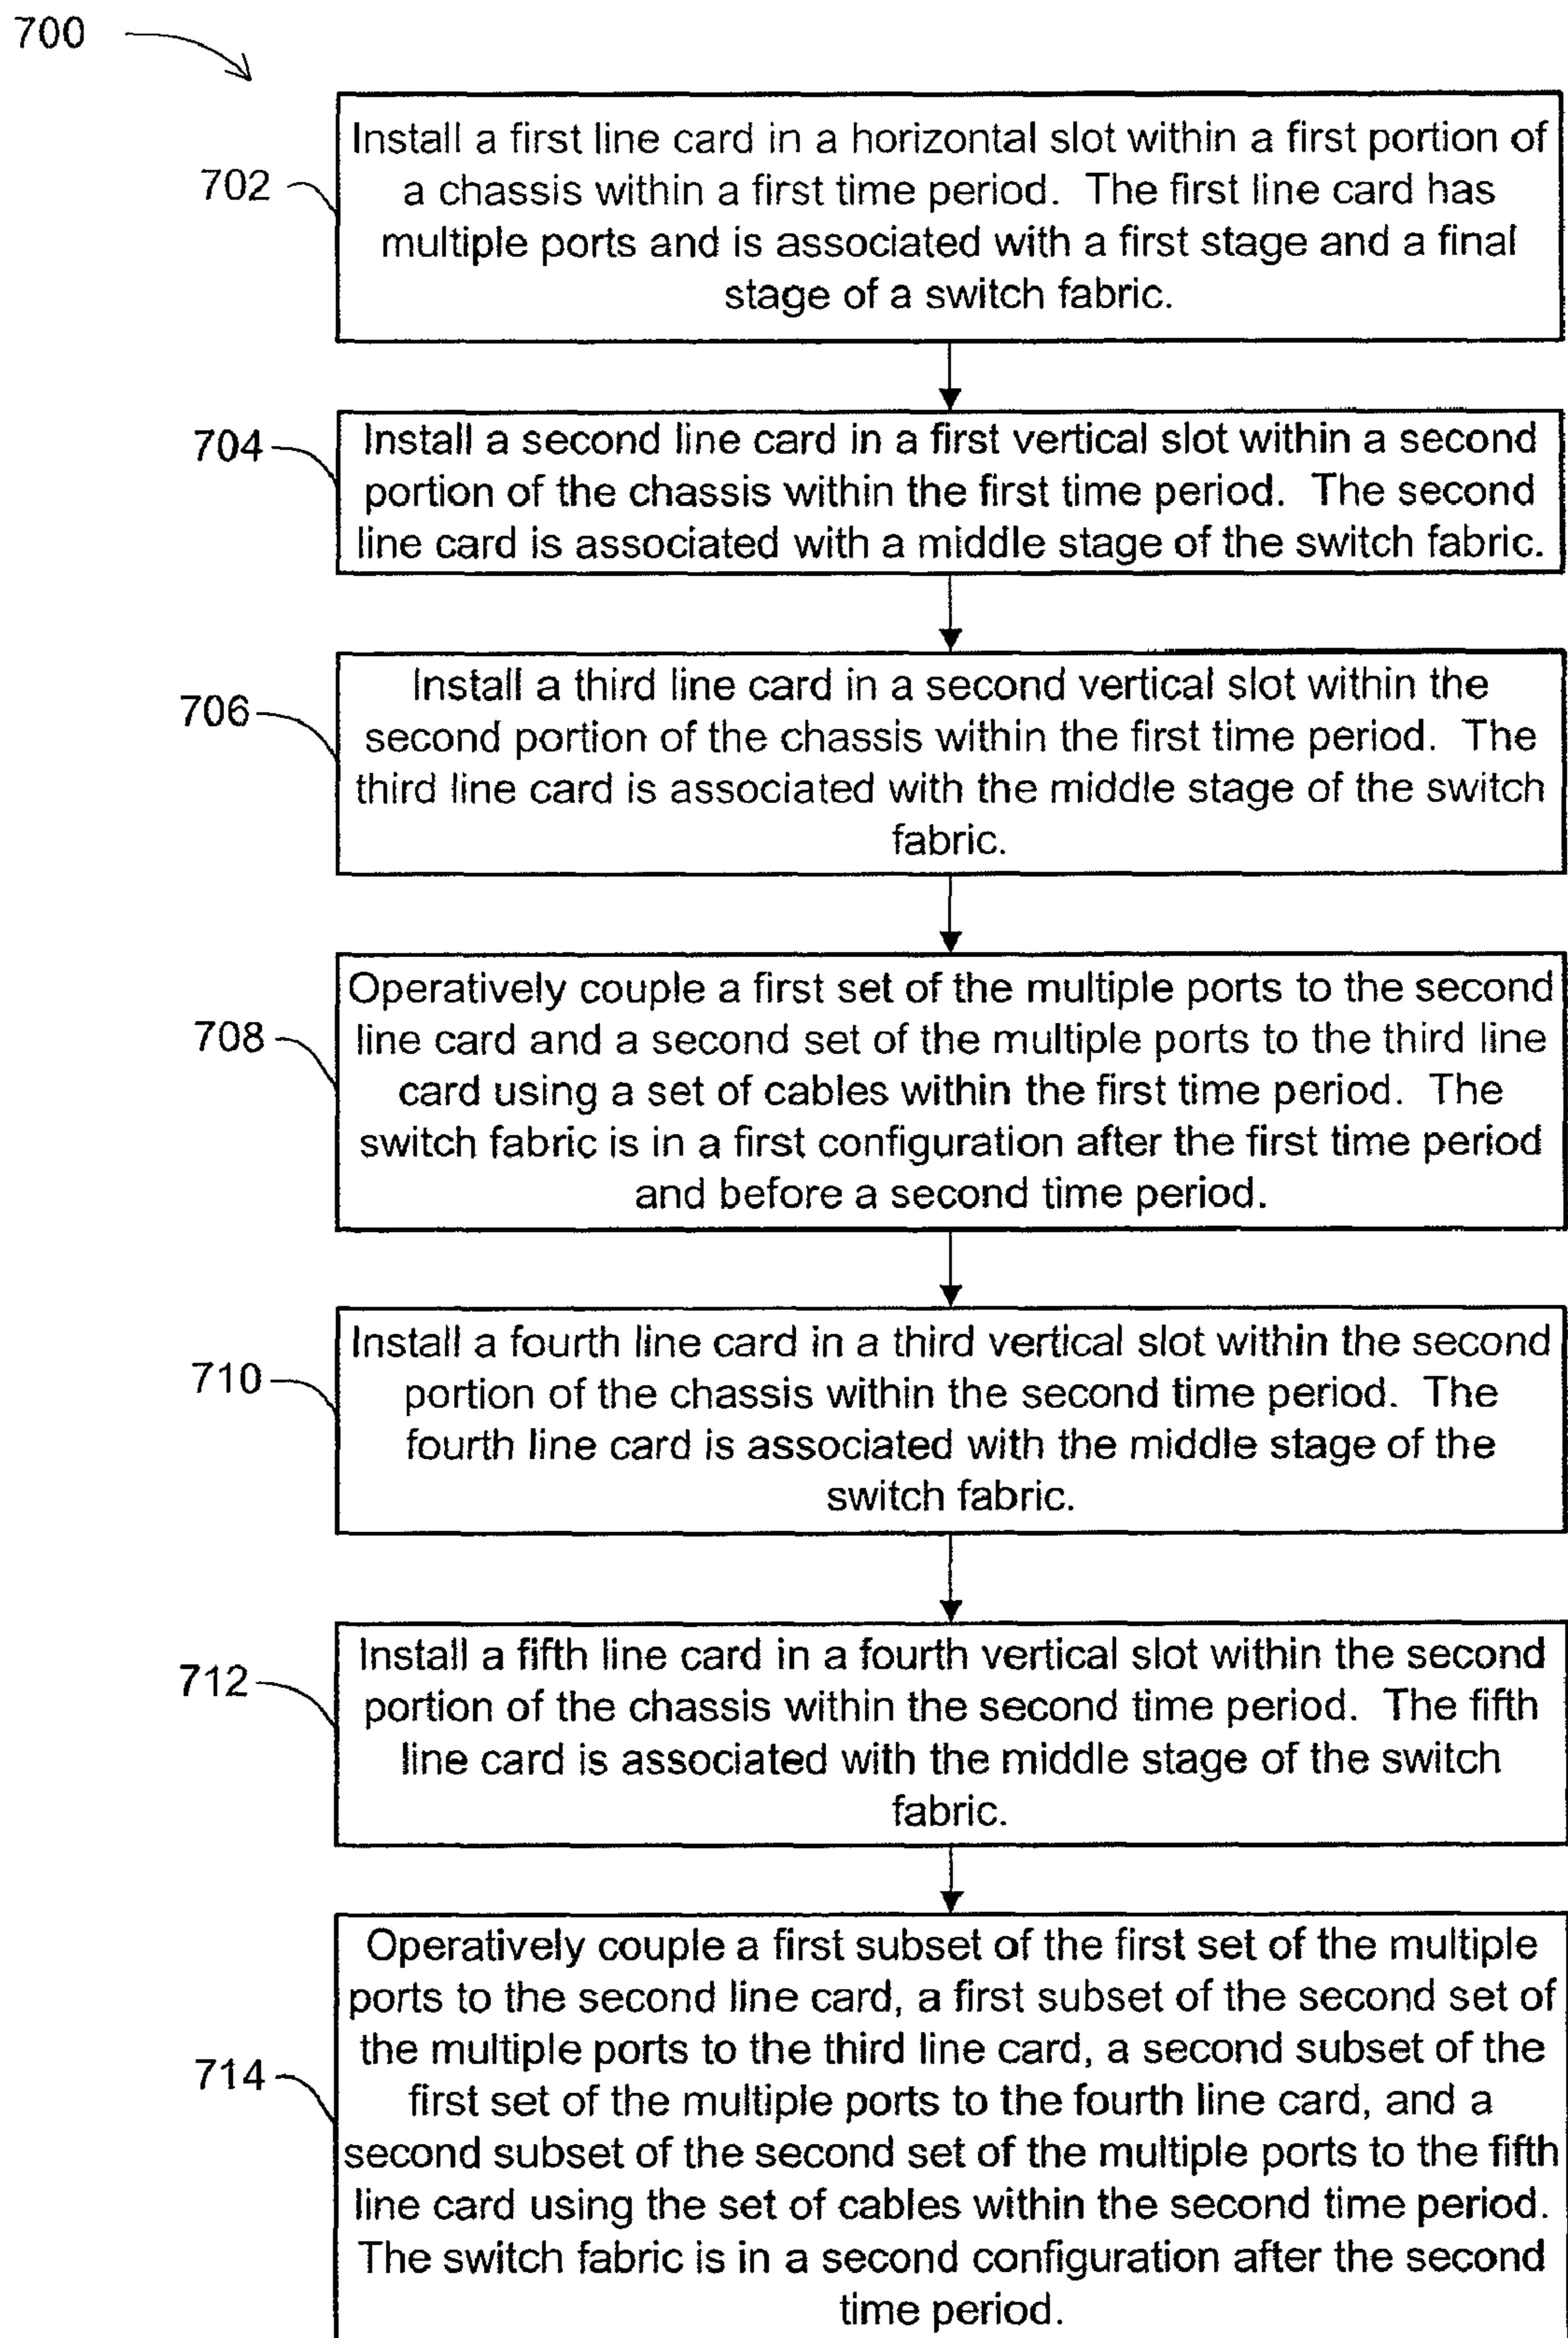 700
702
Install a first line card in a horizontal slot within a first portion of
a chassis within a first time period. The first line card has
multiple ports and is associated with a first stage and a final
stage of a switch fabric.
704
Install a second line card in a first vertical slot within a second
portion of the chassis within the first time period. The second
line card is associated with a middle stage of the switch fabric.
706
Install a third line card in a second vertical slot within the
second portion of the chassis within the first time period. The
third line card is associated with the middle stage of the switch
fabric.
708
Operatively couple a first set of the multiple ports to the second
line card and a second set of the multiple ports to the third line
card using a set of cables within the first time period. The
switch fabric is in a first configuration after the first time period
and before a second time period.
710
Install a fourth line card in a third vertical slot within the second
portion of the chassis within the second time period. The
fourth line card is associated with the middle stage of the
switch fabric.
712
Install a fifth line card in a fourth vertical slot within the second
portion of the chassis within the second time period. The fifth
line card is associated with the middle stage of the switch
fabric.
714
Operatively couple a first subset of the first set of the multiple
ports to the second line card, a first subset of the second set of
the multiple ports to the third line card, a second subset of the
first set of the multiple ports to the fourth line card, and a
second subset of the second set of the multiple ports to the fifth
line card using the set of cables within the second time period.
The switch fabric is in a second configuration after the second
time period.